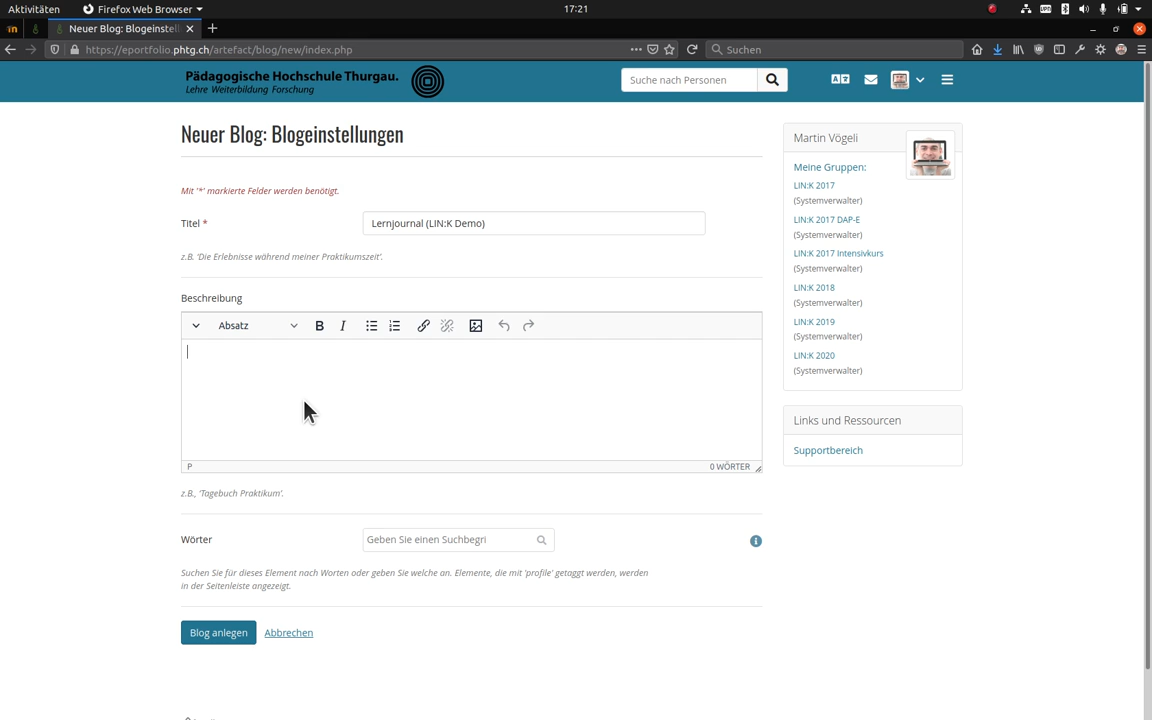 Aktivitäten
Firefox Web Browser
17:21
Neuer Blog: Blogeinstell
https://eportfolio.phtg.ch/artefact/blog/new/index.php
Suchen
Pädagogische Hochschule Thurgau.
Lehre Weiterbildung Forschung
Suche nach Personen
Neuer Blog: Blogeinstellungen
Mit '*' markierte Felder werden benötigt.
Titel *
Lernjournal (LIN:K Demo)
z.B. 'Die Erlebnisse während meiner Praktikumszeit'.
Beschreibung
Absatz
B I
P
0 WÖRTER
z.B., 'Tagebuch Praktikum'.
Wörter
Geben Sie einen Suchbegri
Suchen Sie für dieses Element nach Worten oder geben Sie welche an. Elemente, die mit 'profile' getaggt werden, werden
in der Seitenleiste angezeigt.
Blog anlegen
Abbrechen
Martin Vögeli
Meine Gruppen:
LIN:K 2017
(Systemverwalter)
LIN:K 2017 DAP-E
(Systemverwalter)
LIN:K 2017 Intensivkurs
(Systemverwalter)
LIN:K 2018
(Systemverwalter)
LIN:K 2019
(Systemverwalter)
LIN:K 2020
(Systemverwalter)
Links und Ressourcen
Supportbereich